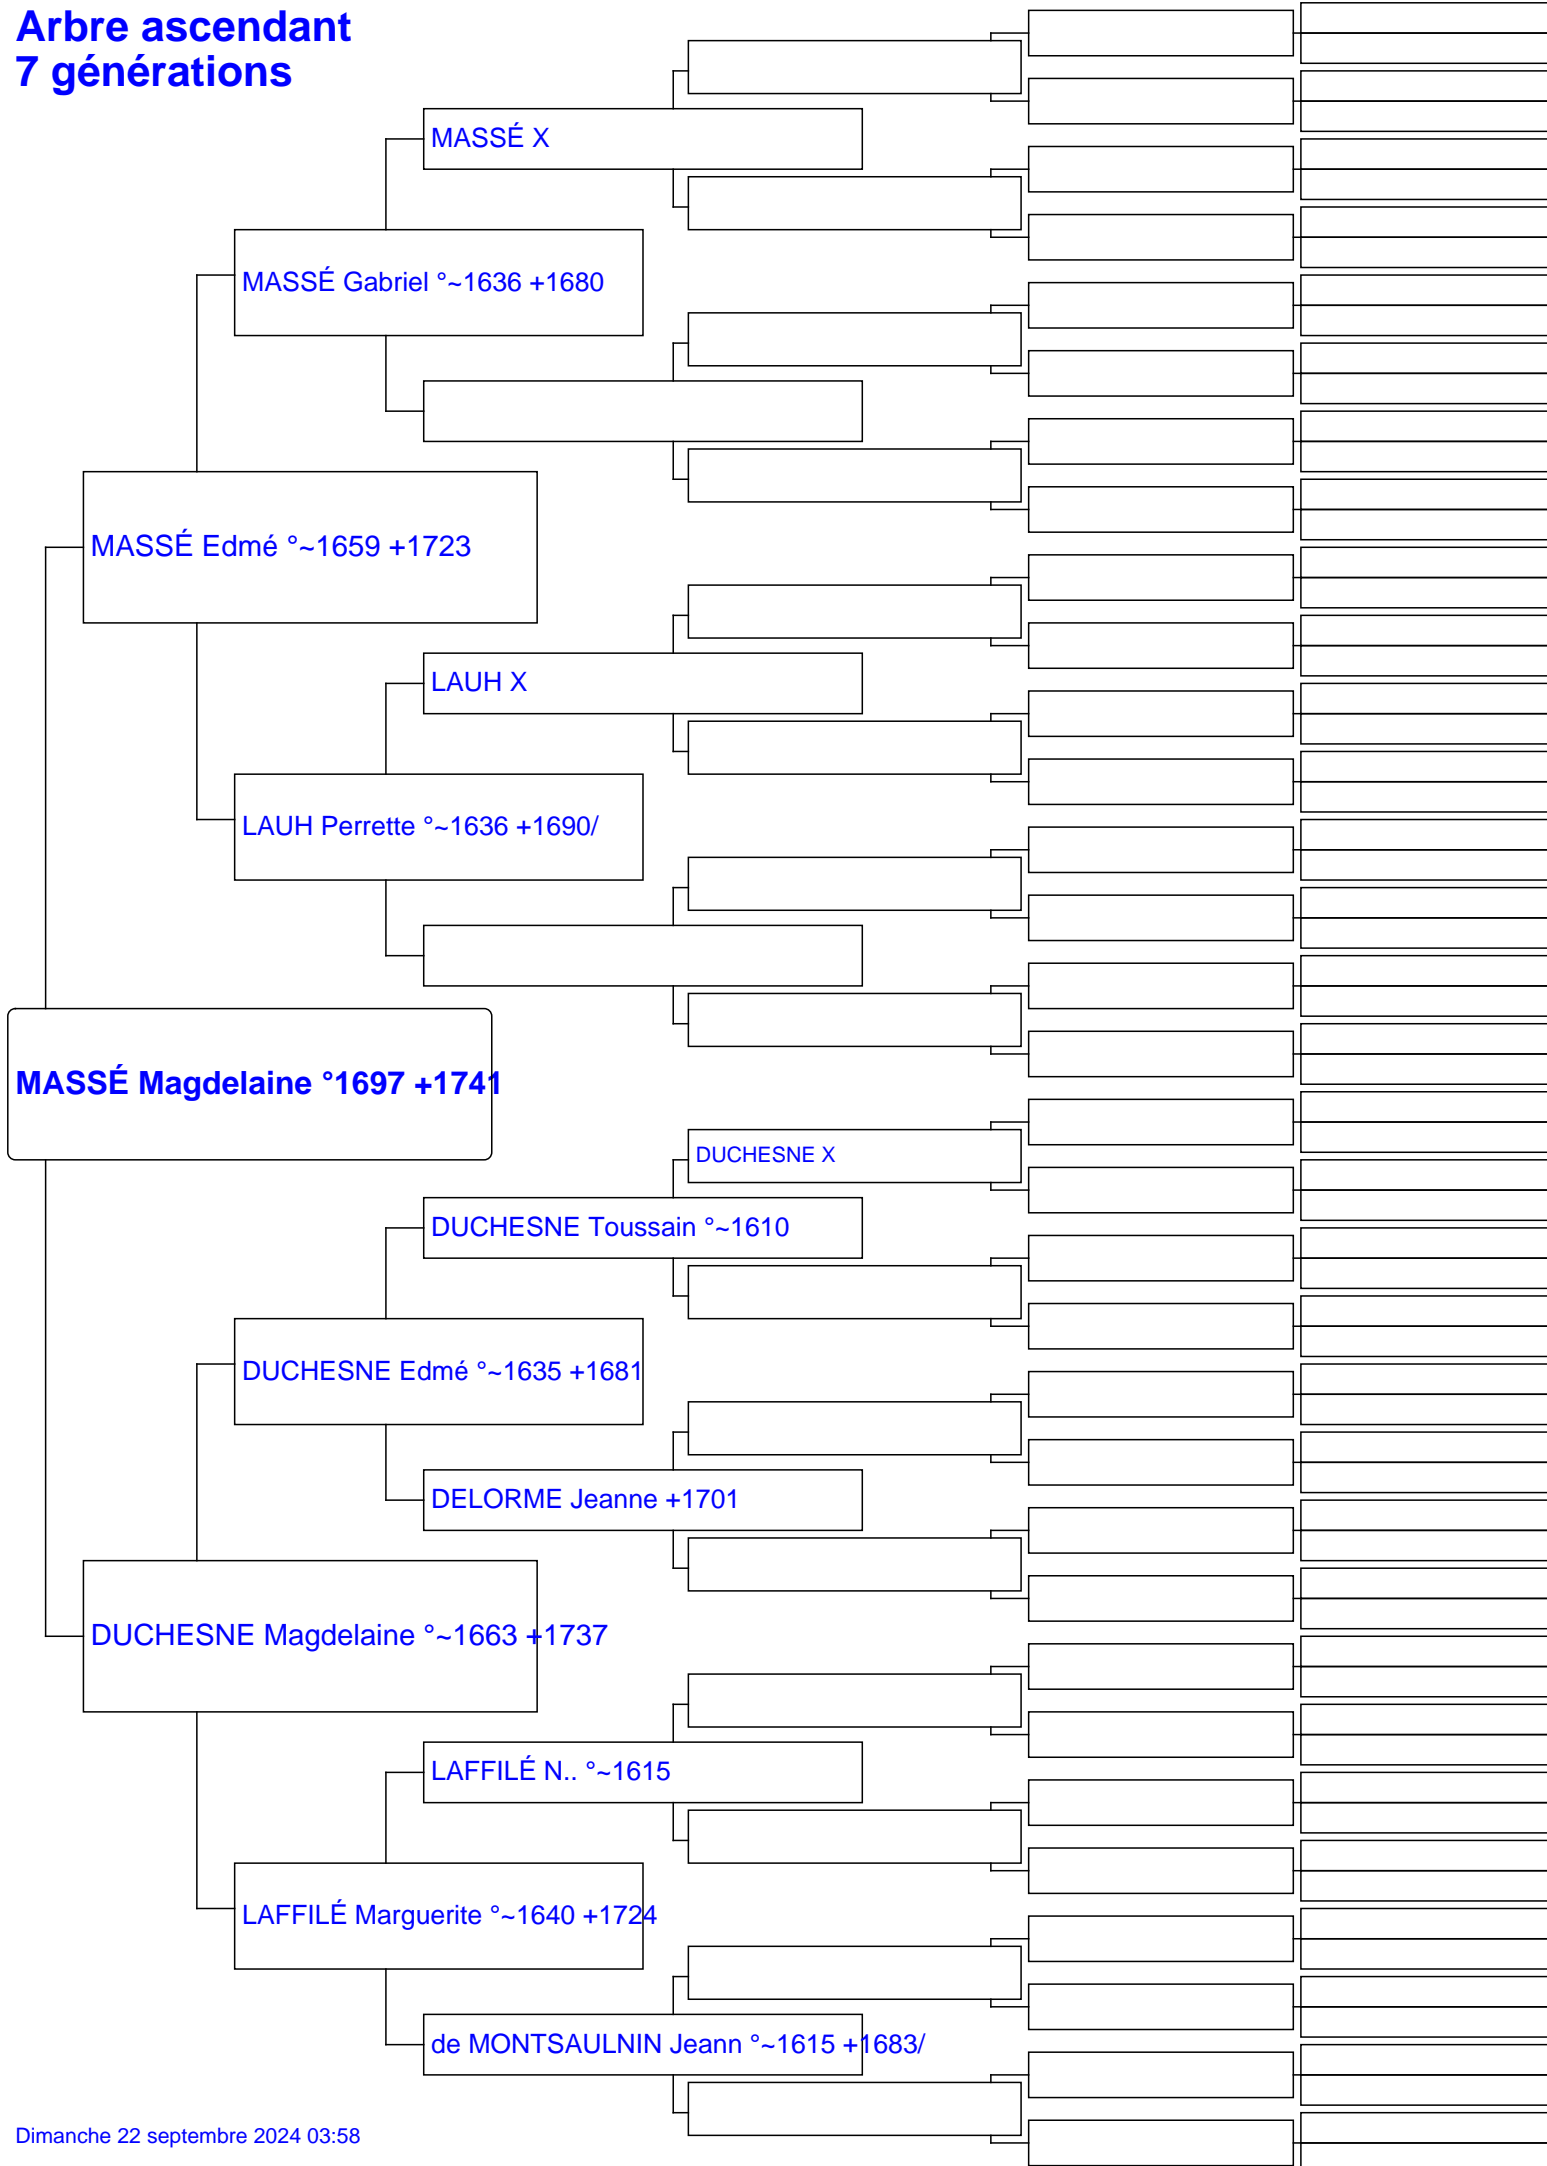 Arbre ascendant
7 générations
MASSÉ X
MASSÉ Gabriel °~1636 +1680
MASSÉ Edmé °~1659 +1723
LAUH X
LAUH Perrette °~1636 +1690/
MASSÉ Magdelaine °1697 +1741
DUCHESNE X
DUCHESNE Toussain °~1610
DUCHESNE Edmé °~1635 +1681
DELORME Jeanne +1701
DUCHESNE Magdelaine °~1663 +1737
LAFFILÉ N.. °~1615
LAFFILÉ Marguerite °~1640 +1724
de MONTSAULNIN Jeann °~1615 +1683/
Dimanche 22 septembre 2024 03:58